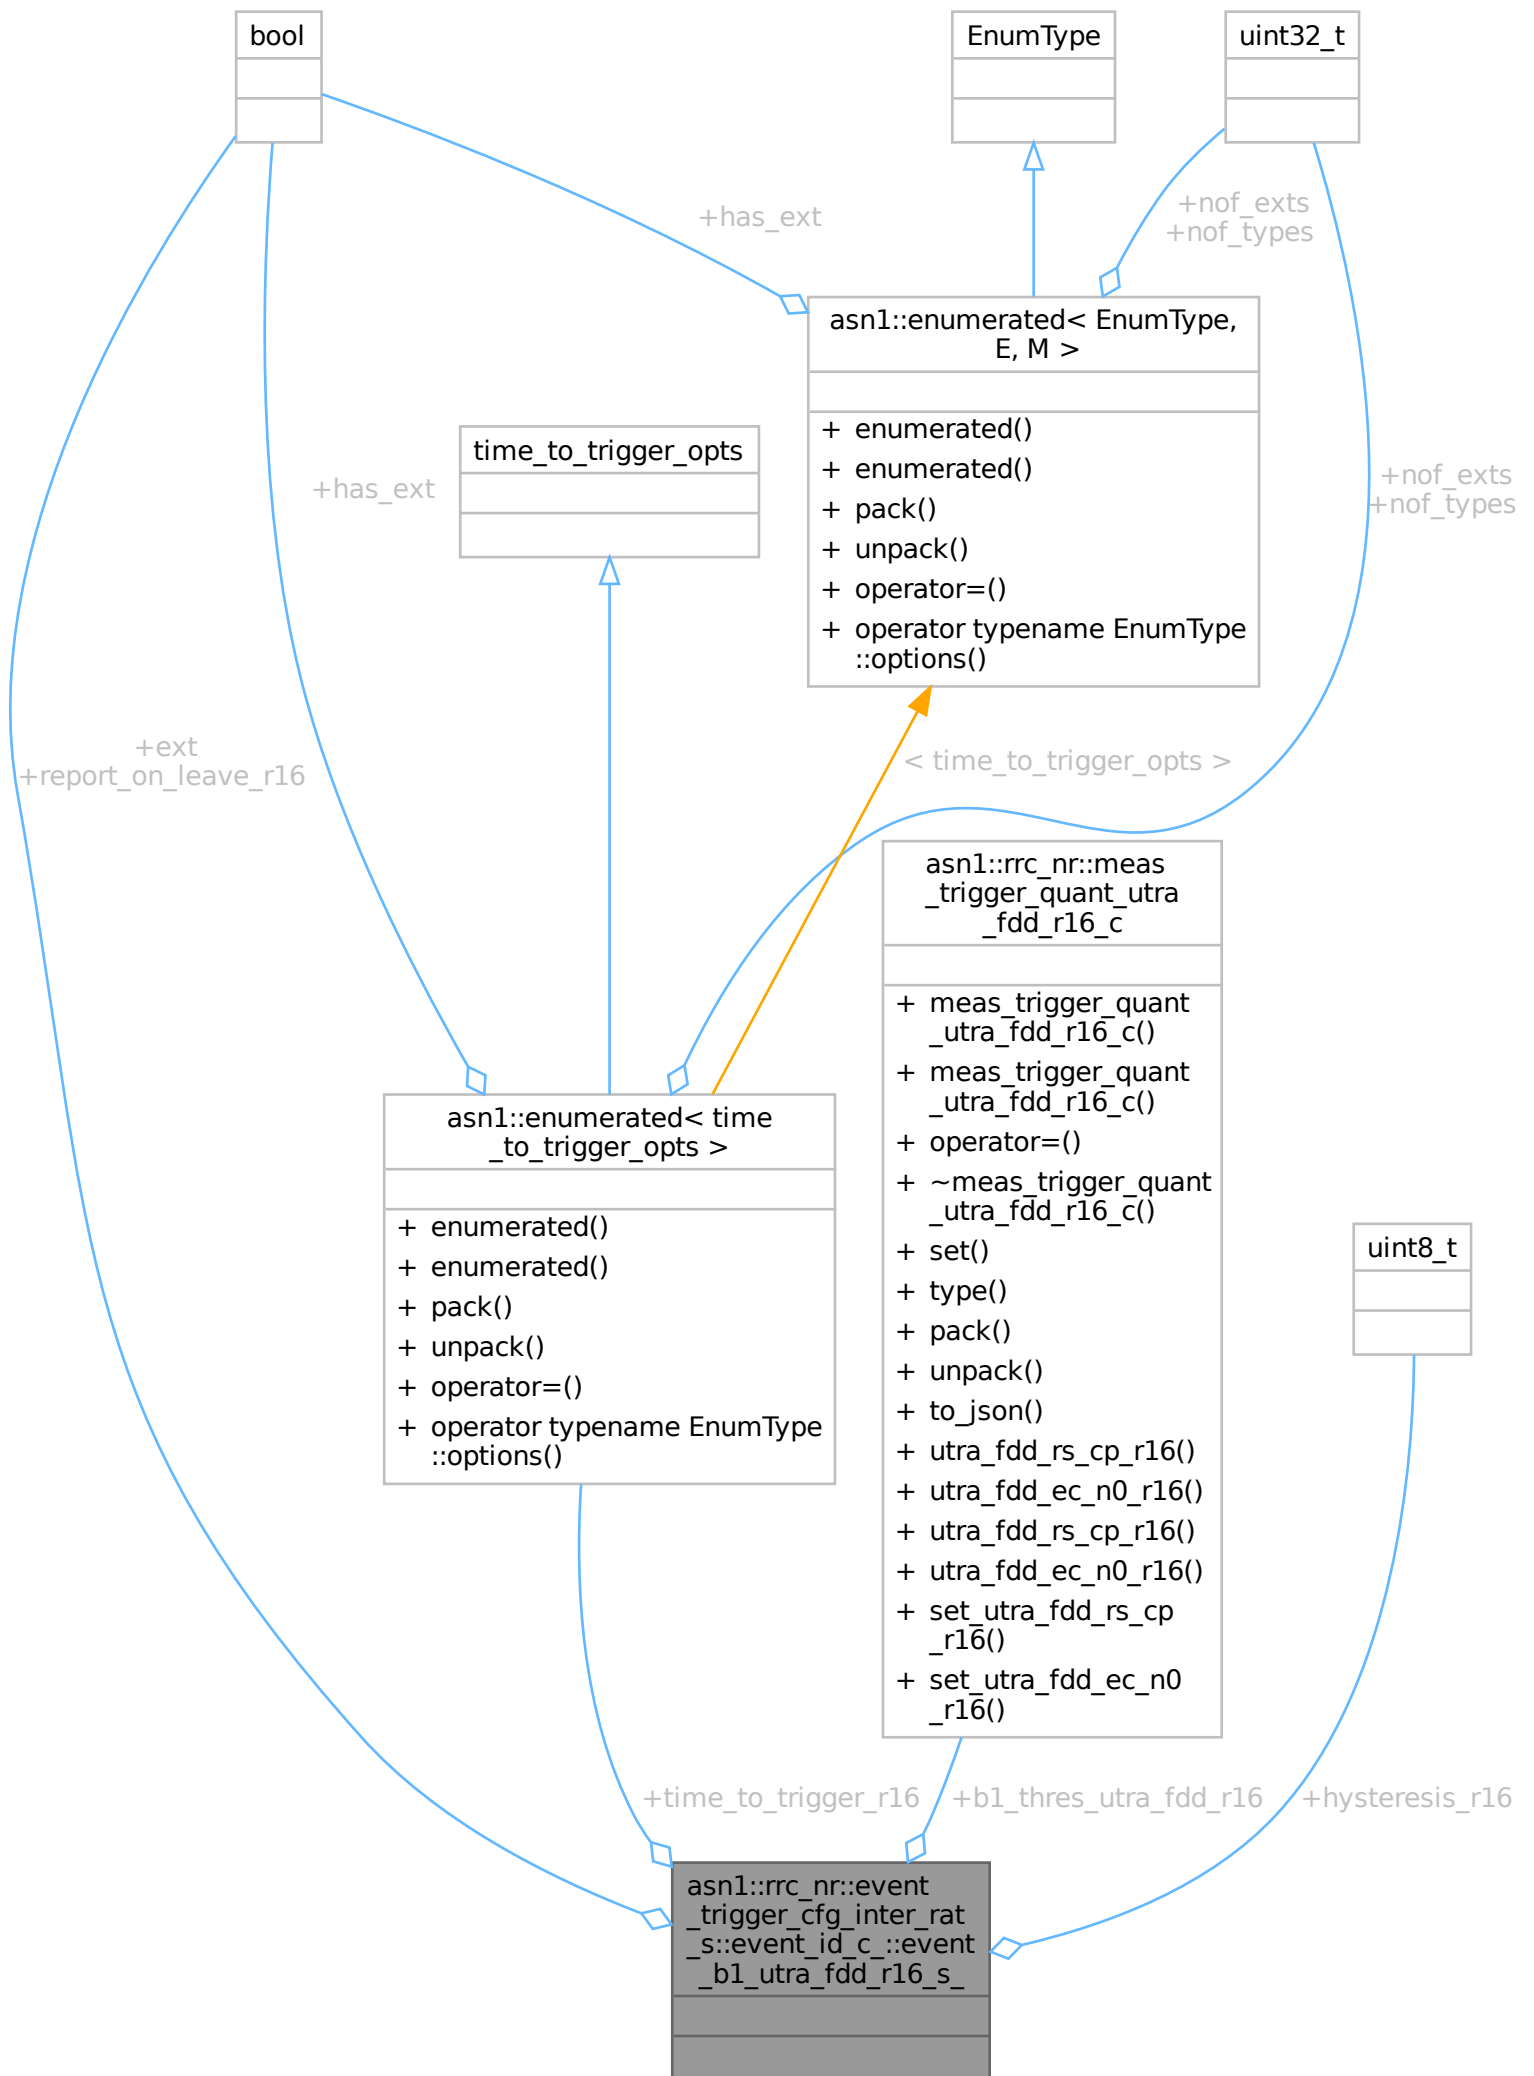 bool
EnumType
uint32_t
+has_ext
+nof_exts
+nof_types
asn1::enumerated< EnumType,
E, M >
+ enumerated()
+ enumerated()
+ pack()
+ unpack()
+ operator=()
+ operator typename EnumType
::options()
time_to_trigger_opts
+has_ext
+nof_exts
+nof_types
+ext
+report_on_leave_r16
< time_to_trigger_opts >
asn1::rrc_nr::meas
_trigger_quant_utra
_fdd_r16_c
+ meas_trigger_quant
_utra_fdd_r16_c()
+ meas_trigger_quant
_utra_fdd_r16_c()
+ operator=()
+ ~meas_trigger_quant
_utra_fdd_r16_c()
+ set()
+ type()
+ pack()
+ unpack()
+ to_json()
+ utra_fdd_rs_cp_r16()
+ utra_fdd_ec_n0_r16()
+ utra_fdd_rs_cp_r16()
+ utra_fdd_ec_n0_r16()
+ set_utra_fdd_rs_cp
_r16()
+ set_utra_fdd_ec_n0
_r16()
asn1::enumerated< time
_to_trigger_opts >
+ enumerated()
+ enumerated()
+ pack()
+ unpack()
+ operator=()
+ operator typename EnumType
::options()
uint8_t
+time_to_trigger_r16
+b1_thres_utra_fdd_r16
+hysteresis_r16
asn1::rrc_nr::event
_trigger_cfg_inter_rat
_s::event_id_c_::event
_b1_utra_fdd_r16_s_